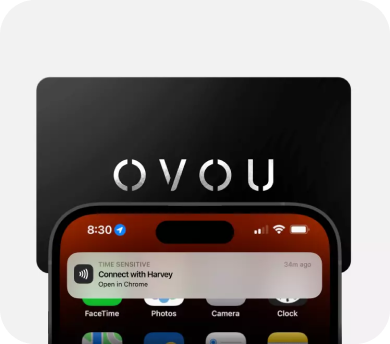 OVOU
8:30
TIME SENSITIVE 34m ago
Connect with Harvey
Open in Chrome
FaceTime Photos Camera Clock